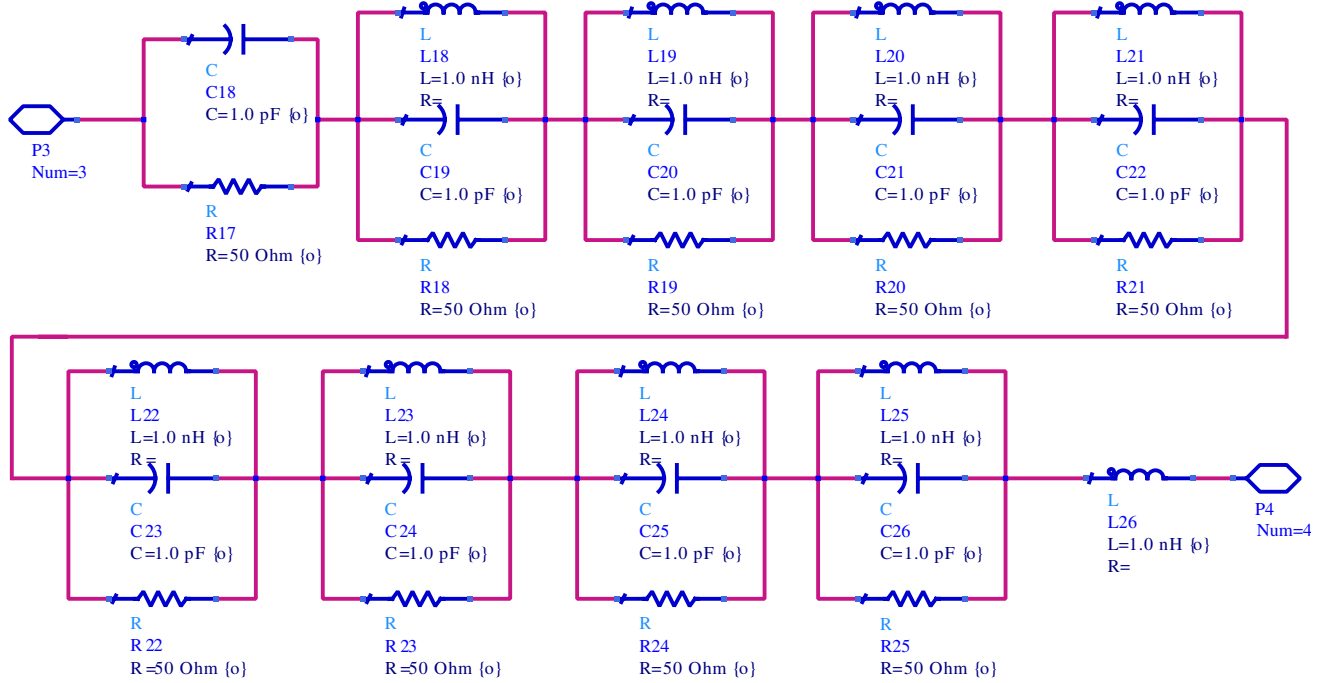 P3
Num=3
C
C18
C=1.0 pF {o}
R
R17
R=50 Ohm {o}
L
L18
L=1.0 nH {o}
R=
C
C19
C=1.0 pF {o}
R
R18
R=50 Ohm {o}
L
L19
L=1.0 nH {o}
R=
C
C20
C=1.0 pF {o}
R
R19
R=50 Ohm {o}
L
L20
L=1.0 nH {o}
R=
C
C21
C=1.0 pF {o}
R
R20
R=50 Ohm {o}
L
L21
L=1.0 nH {o}
R=
C
C22
C=1.0 pF {o}
R
R21
R=50 Ohm {o}
L
L22
L=1.0 nH {o}
R=
C
C23
C=1.0 pF {o}
R
R22
R=50 Ohm {o}
L
L23
L=1.0 nH {o}
R=
C
C24
C=1.0 pF {o}
R
R23
R=50 Ohm {o}
L
L24
L=1.0 nH {o}
R=
C
C25
C=1.0 pF {o}
R
R24
R=50 Ohm {o}
L
L25
L=1.0 nH {o}
R=
C
C26
C=1.0 pF {o}
R
R25
R=50 Ohm {o}
L
L26
L=1.0 nH {o}
R=
P4
Num=4